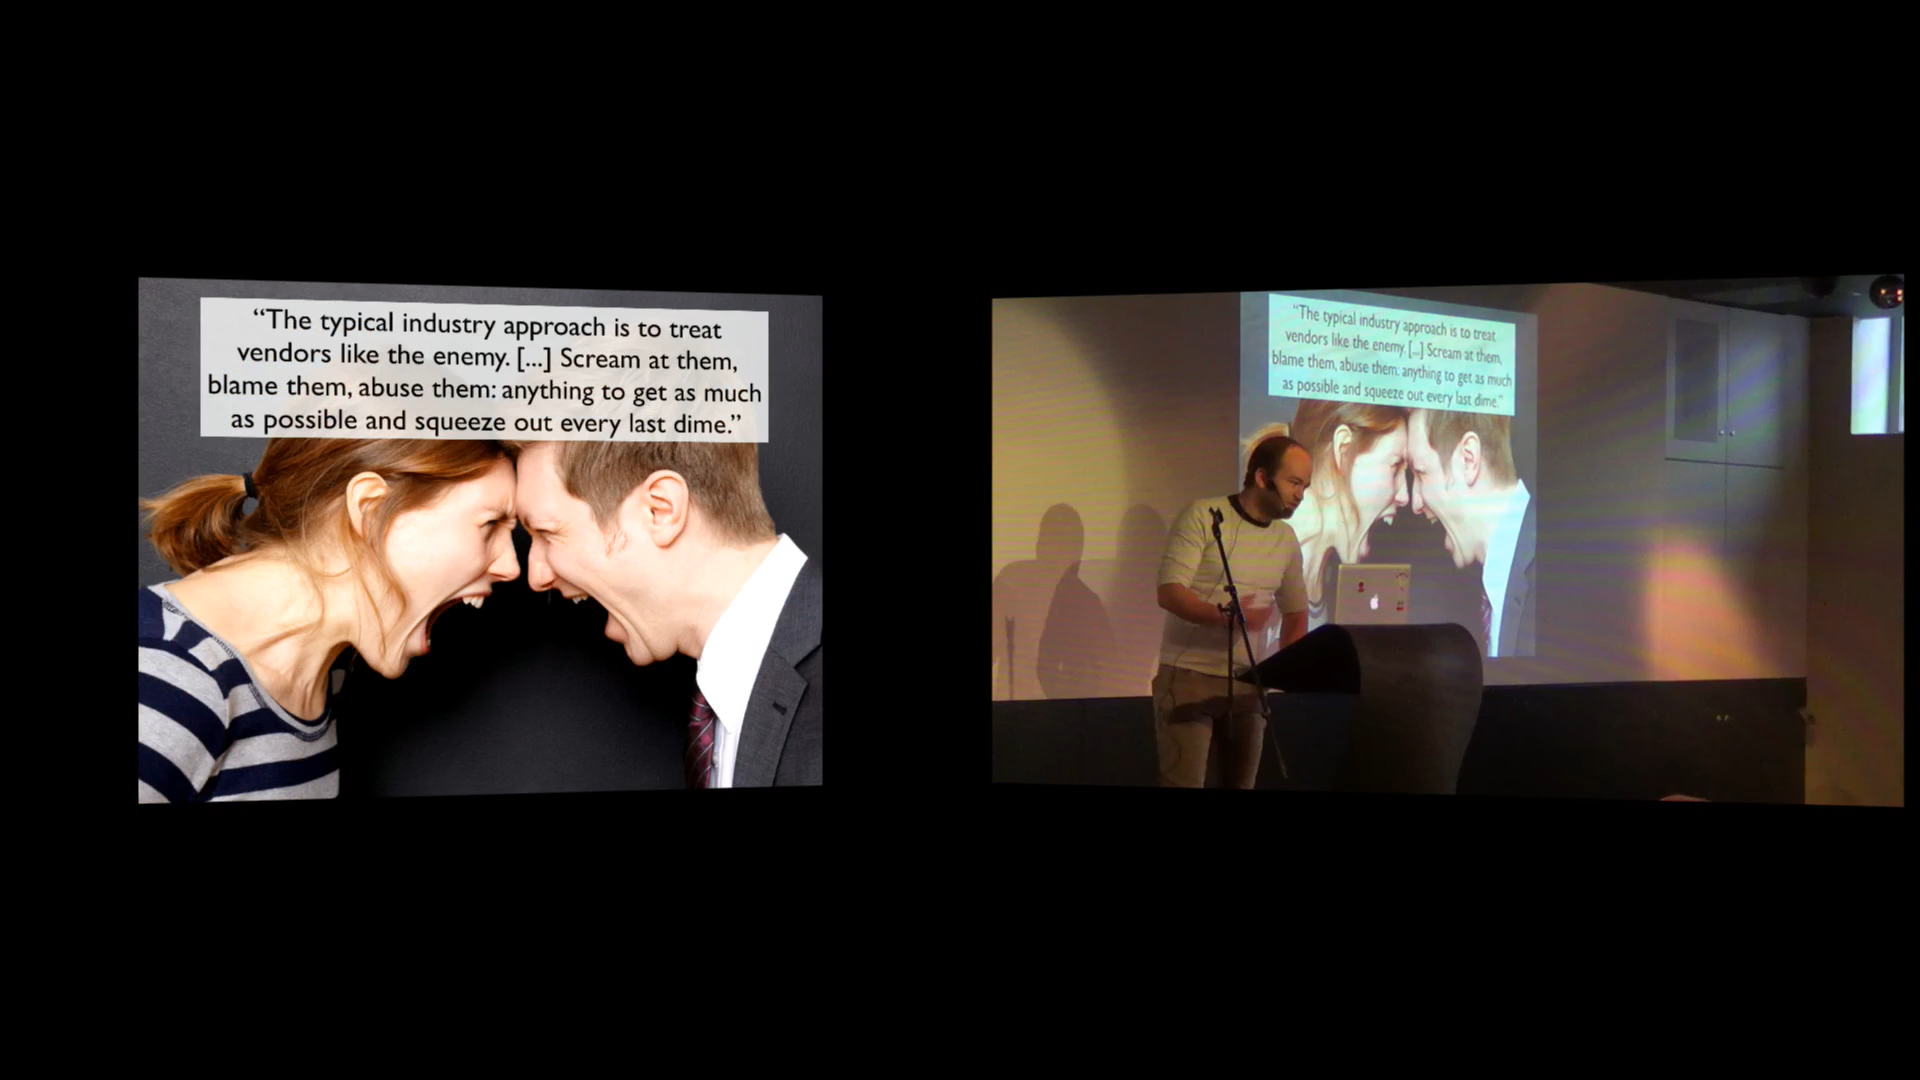 “The typical industry approach is to treat
vendors like the enemy. [...] Scream at them,
blame them, abuse them: anything to get as much
as possible and squeeze out every last dime.”
“The typical industry approach is to treat
vendors like the enemy. [...] Scream at them,
blame them, abuse them: anything to get as much
as possible and squeeze out every last dime.”